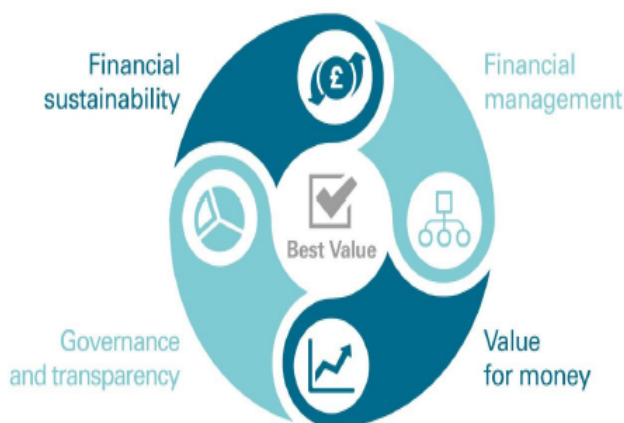 Financial
sustainability
£
Financial
management
Best Value
Governance
and transparency
Value
for money